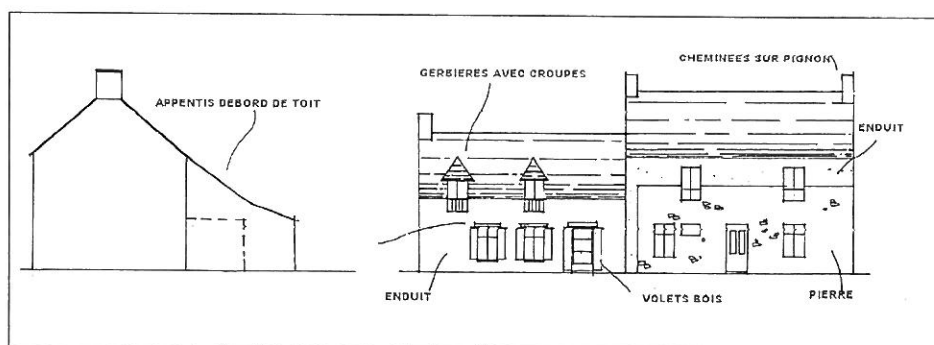 CHEMINEES SUR PIGNON
GERBIERES AVEC CROUPES
APPENTIS DEBORD DE TOIT
ENDUIT
ENDUIT
VOLETS BOIS
PIERRE